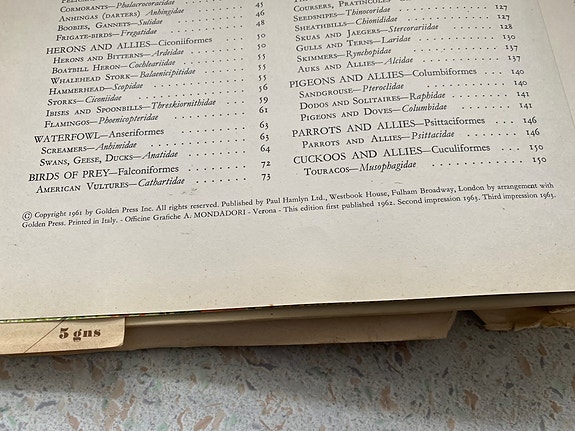 CORMORANTS—Phalacrocoracidae 45
ANHINGAS (DARTERS) Anhingidae 46
BOOBIES, GANNETS—Sulidae 48
FRIGATE-BIRDS—Fregatidae 50
HERONS AND ALLIES—Ciconiiformes 50
HERONS AND BITTERNS—Ardeidae 50
BOATBILL HERON—Cochleariidae 55
WHALEHEAD STORK—Balaenicipitidae 55
HAMMERHEAD—Scopidae 55
STORKS—Ciconiidae 56
IBISES AND SPOONBILLS—Threskiornithidae 59
FLAMINGOS—Phoenicopteridae 61
WATERFOWL—Anseriformes 63
SCREAMERS—Anhimidae 63
SWANS, GEESE, DUCKS—Anatidae 64
BIRDS OF PREY—Falconiformes 72
AMERICAN VULTURES—Cathartidae 73
COURSERS, PRATINCOLES
SEEDSNIPES—Thinocoridae 127
SHEATHBILLS—Chionididae 127
SKUAS AND JAEGERS—Stercorariidae 128
GULLS AND TERNS—Laridae 130
SKIMMERS—Rynchopidae 137
AUKS AND ALLIES—Alcidae 137
PIGEONS AND ALLIES—Columbiformes 140
SANDGROUSE—Pteroclidae 140
DODOS AND SOLITAIRES—Raphidae 141
PIGEONS AND DOVES—Columbidae 141
PARROTS AND ALLIES—Psittaciformes 146
PARROTS AND ALLIES—Psittacidae 146
CUCKOOS AND ALLIES—Cuculiformes 150
TOURACOS—Musophagidae 150
© Copyright 1961 by Golden Press Inc. All rights reserved. Published by Paul Hamlyn Ltd., Westbook House, Fulham Broadway, London by arrangement with
Golden Press. Printed in Italy. - Officine Grafiche A. MONDADORI - Verona - This edition first published 1962. Second impression 1963. Third impression 1963.
5 gns